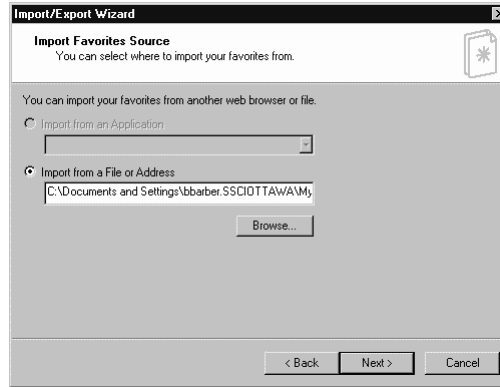 Import/Export Wizard
Import Favorites Source
You can select where to import your favorites from.
You can import your favorites from another web browser or file.
Import from an Application
Import from a File or Address
C:\Documents and Settings\bbarber.SSCIOTTAWA\My
Browse...
< Back
Next >
Cancel